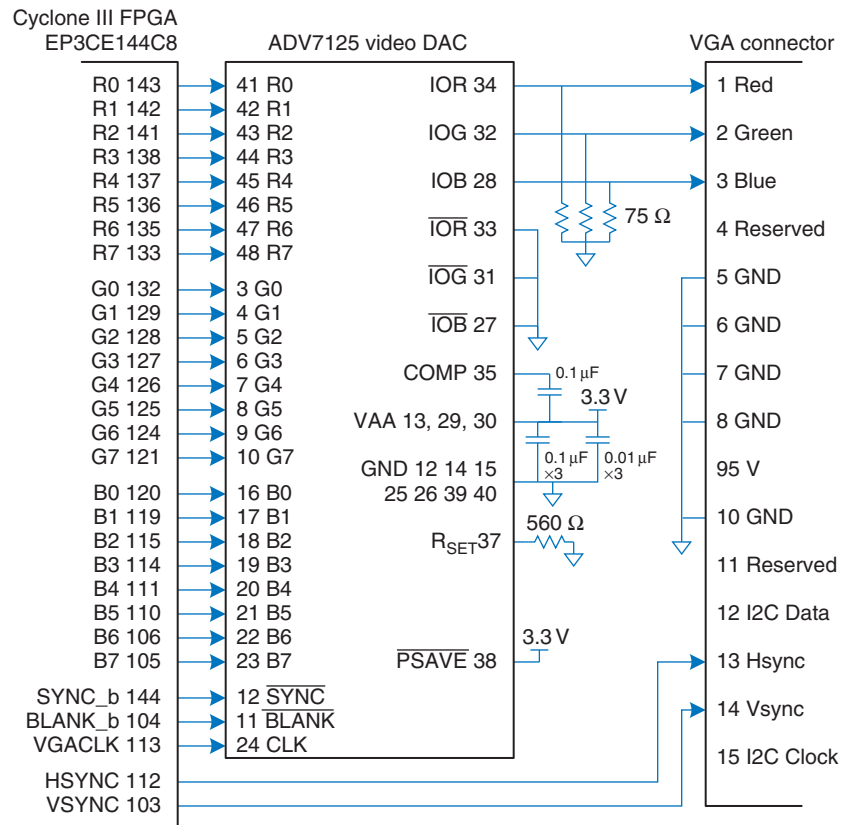 Cyclone III FPGA
EP3CE144C8
ADV7125 video DAC
VGA connector
R0 143
R1 142
R2 141
R3 138
R4 137
R5 136
R6 135
R7 133
G0 132
G1 129
G2 128
G3 127
G4 126
G5 125
G6 124
G7 121
B0 120
B1 119
B2 115
B3 114
B4 111
B5 110
B6 106
B7 105
SYNC_b 144
BLANK_b 104
VGACLK 113
HSYNC 112
VSYNC 103
41 R0
42 R1
43 R2
44 R3
45 R4
46 R5
47 R6
48 R7
3 G0
4 G1
5 G2
6 G3
7 G4
8 G5
9 G6
10 G7
16 B0
17 B1
18 B2
19 B3
20 B4
21 B5
22 B6
23 B7
12 SYNC
11 BLANK
24 CLK
IOR 34
IOG 32
IOB 28
IOR 33
IOG 31
IOB 27
COMP 35
VAA 13, 29, 30
GND 12 14 15
25 26 39 40
RSET37
PSAVE 38
75 Ω
0.1 μF
3.3 V
0.1 μF
×3
0.01 μF
×3
560 Ω
3.3 V
1 Red
2 Green
3 Blue
4 Reserved
5 GND
6 GND
7 GND
8 GND
95 V
10 GND
11 Reserved
12 I2C Data
13 Hsync
14 Vsync
15 I2C Clock